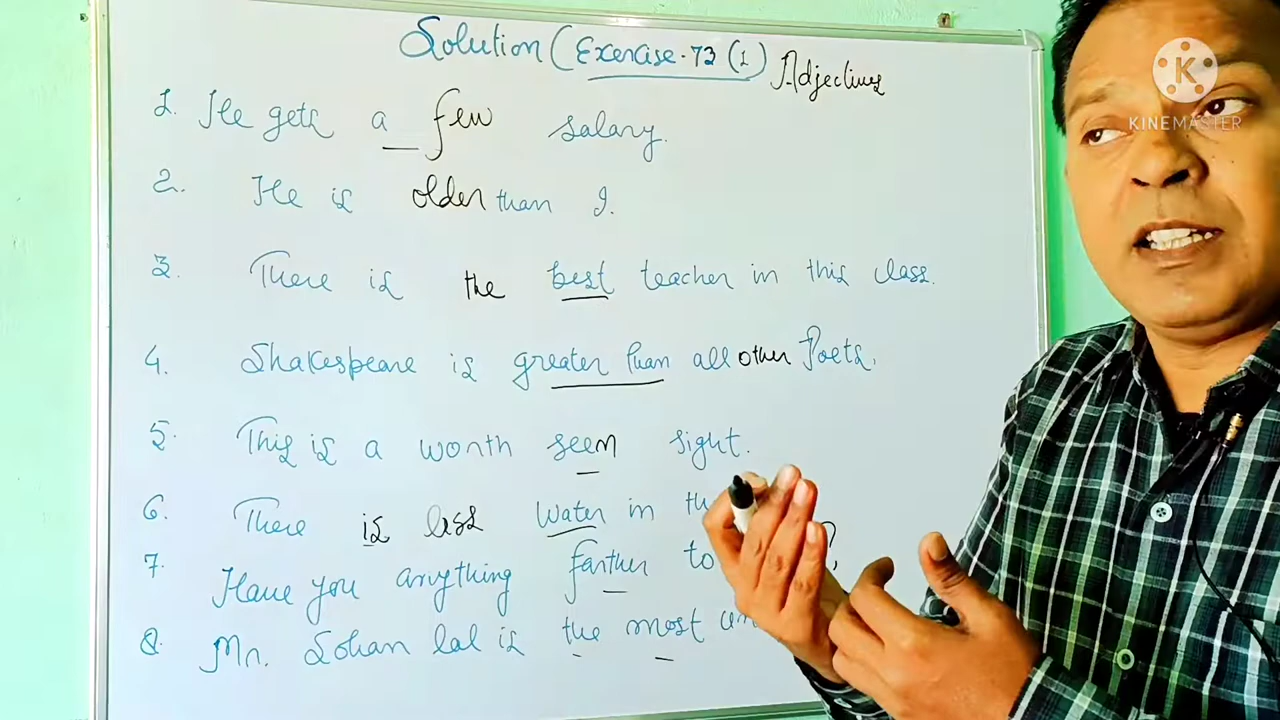 Solution (Exercise-73 (1) Adjectives
1. He gets a few salary.
2. He is older than I.
3. There is the best teacher in this class.
4. Shakespeare is greater than all other Poets.
5. This is a worth seen sight.
6. There is less water in
7. Have you anything farther to ?
8. Mr. Sohan Lal is the most
K
KINEMASTER